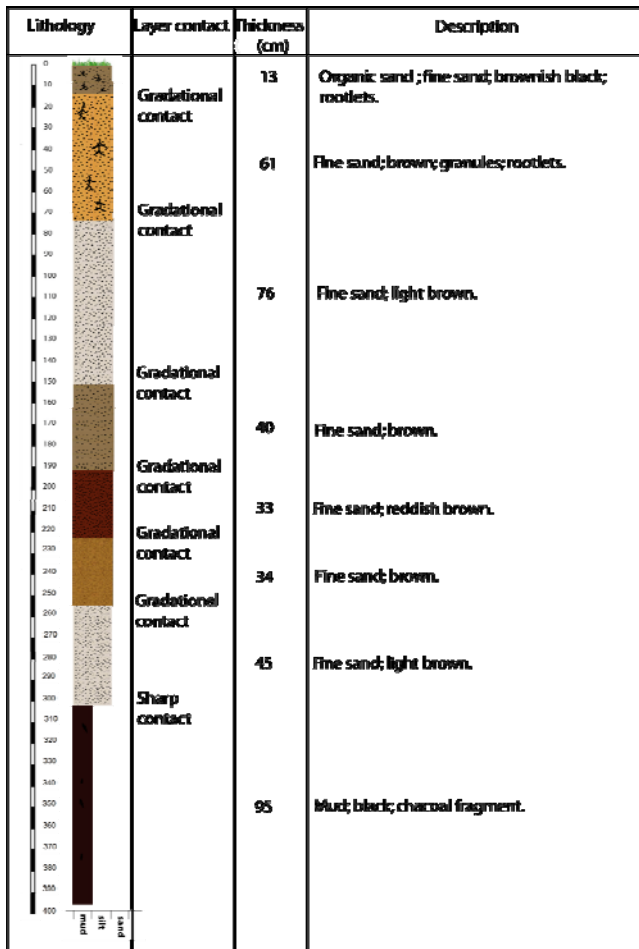 Lithology
Layer contact
Thickness
(cm)
Description
0
10
20
30
40
50
60
70
80
90
100
110
120
130
140
150
160
170
180
190
200
210
220
230
240
250
260
270
280
290
300
310
340
350
360
370
380
400
mud
silt
sand
13
Organic sand ; fine sand; brownish black;
rootlets.
Gradational
contact
61
Fine sand; brown; granules; rootlets.
Gradational
contact
76
Fine sand; light brown.
Gradational
contact
40
Fine sand; brown.
Gradational
contact
33
Fine sand; reddish brown.
Gradational
contact
34
Fine sand; brown.
Gradational
contact
45
Fine sand; light brown.
Sharp
contact
95
Mud; black; chacoal fragment.